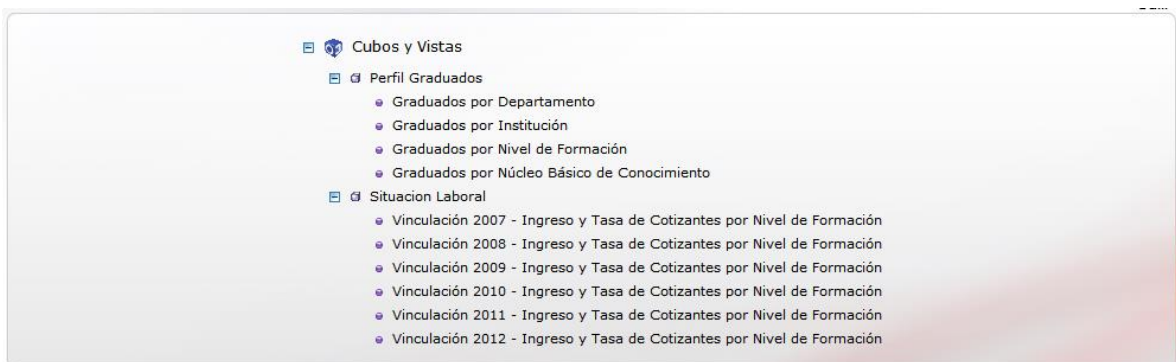 Cubos y Vistas
Perfil Graduados
Graduados por Departamento
Graduados por Institución
Graduados por Nivel de Formación
Graduados por Núcleo Básico de Conocimiento
Situacion Laboral
Vinculación 2007 - Ingreso y Tasa de Cotizantes por Nivel de Formación
Vinculación 2008 - Ingreso y Tasa de Cotizantes por Nivel de Formación
Vinculación 2009 - Ingreso y Tasa de Cotizantes por Nivel de Formación
Vinculación 2010 - Ingreso y Tasa de Cotizantes por Nivel de Formación
Vinculación 2011 - Ingreso y Tasa de Cotizantes por Nivel de Formación
Vinculación 2012 - Ingreso y Tasa de Cotizantes por Nivel de Formación